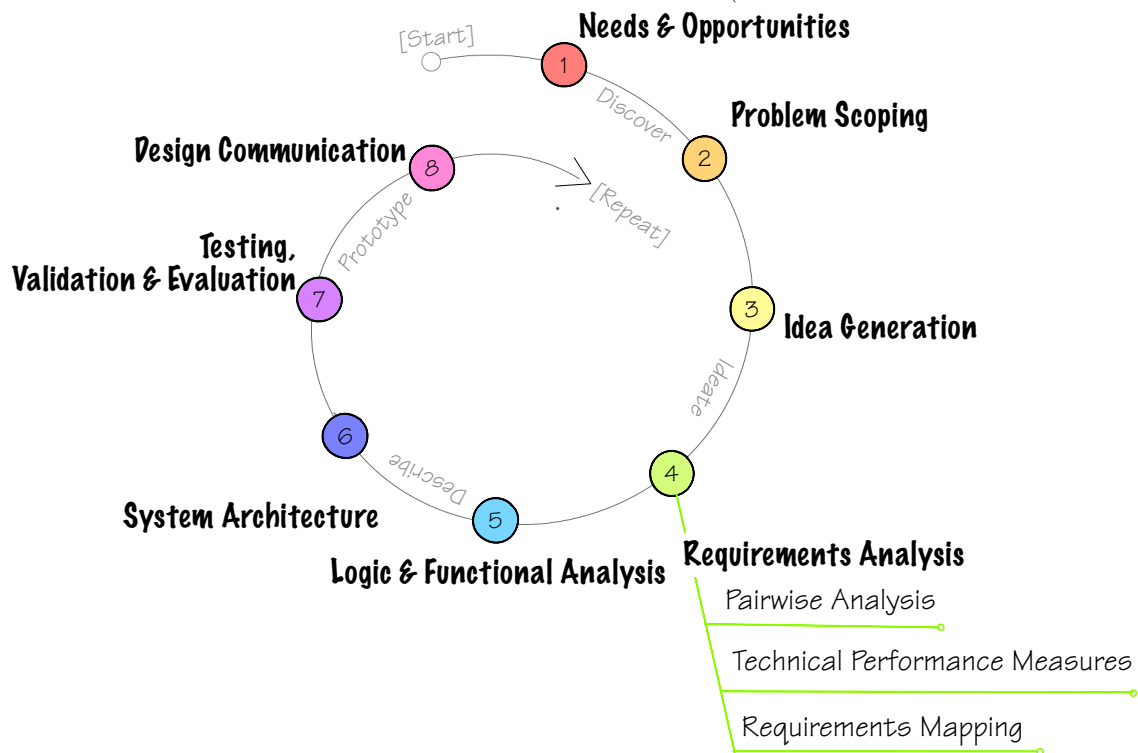 [Start]
Needs & Opportunities
1
Discover
Problem Scoping
2
3
Idea Generation
Ideate
4
Requirements Analysis
Pairwise Analysis
Technical Performance Measures
Requirements Mapping
5
Logic & Functional Analysis
Describe
6
System Architecture
7
Testing,
Validation & Evaluation
Prototype
8
Design Communication
[Repeat]